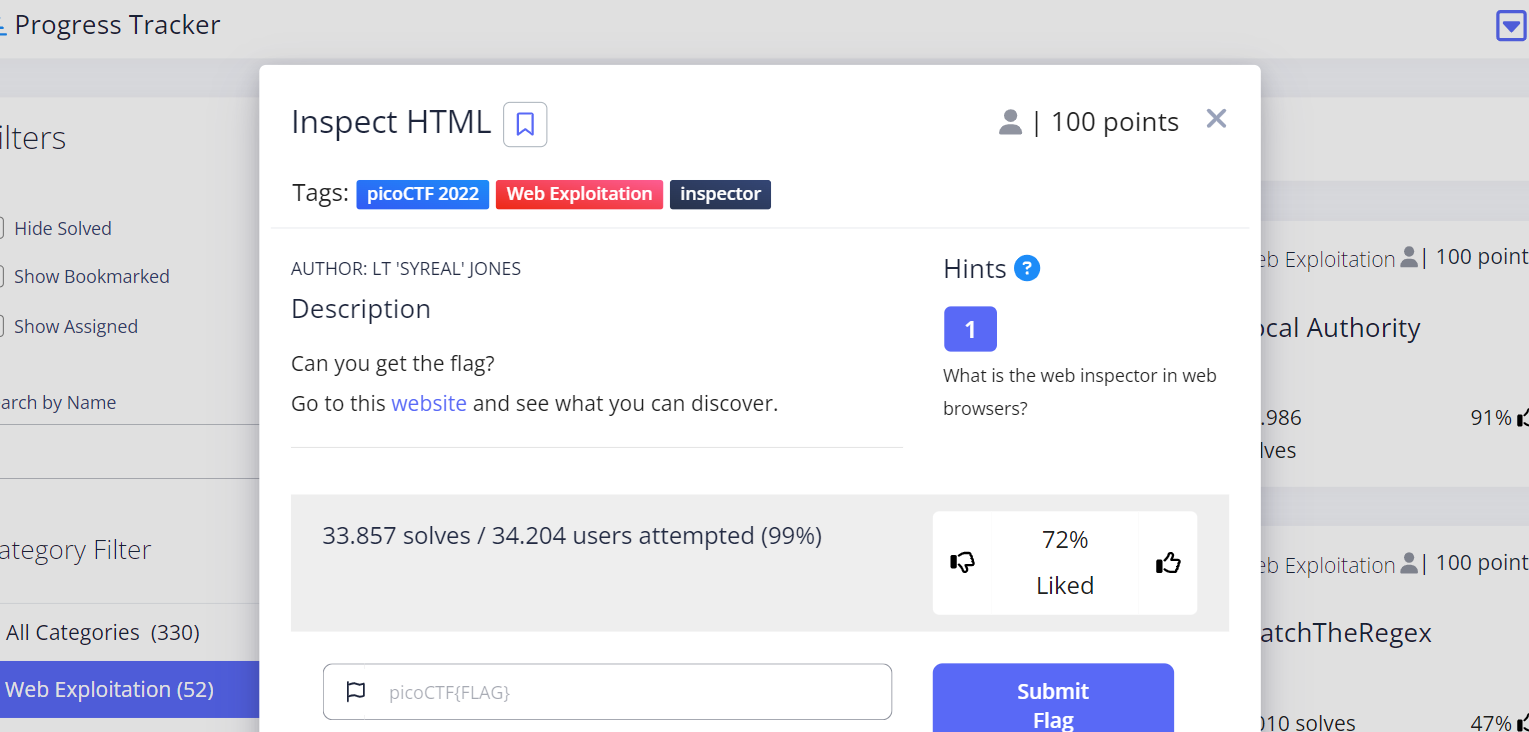 Progress Tracker
ilters
Hide Solved
Show Bookmarked
Show Assigned
arch by Name
ategory Filter
All Categories (330)
Web Exploitation (52)
Inspect HTML
| 100 points
Tags: picoCTF 2022 Web Exploitation inspector
AUTHOR: LT 'SYREAL' JONES
Description
Can you get the flag?
Go to this website and see what you can discover.
Hints ?
1
What is the web inspector in web
browsers?
33.857 solves / 34.204 users attempted (99%)
72%
Liked
picoCTF{FLAG}
Submit
Flag
eb Exploitation | 100 point
ocal Authority
.986 91%
lves
eb Exploitation | 100 point
atchTheRegex
010 solves 47%